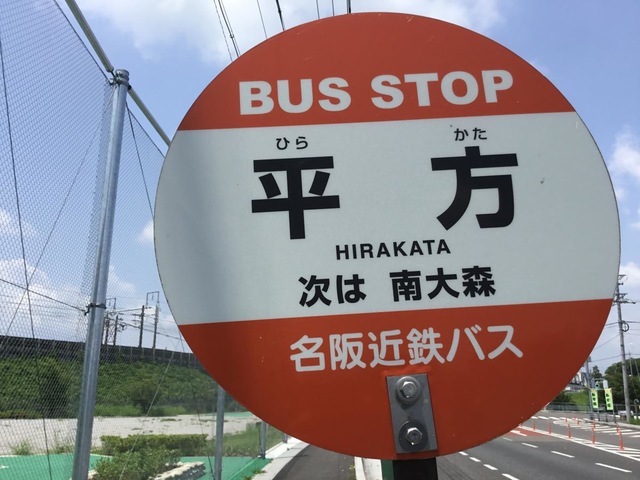 BUS STOP
ひら かた
平 方
HIRAKATA
次は 南大森
名阪近鉄バス